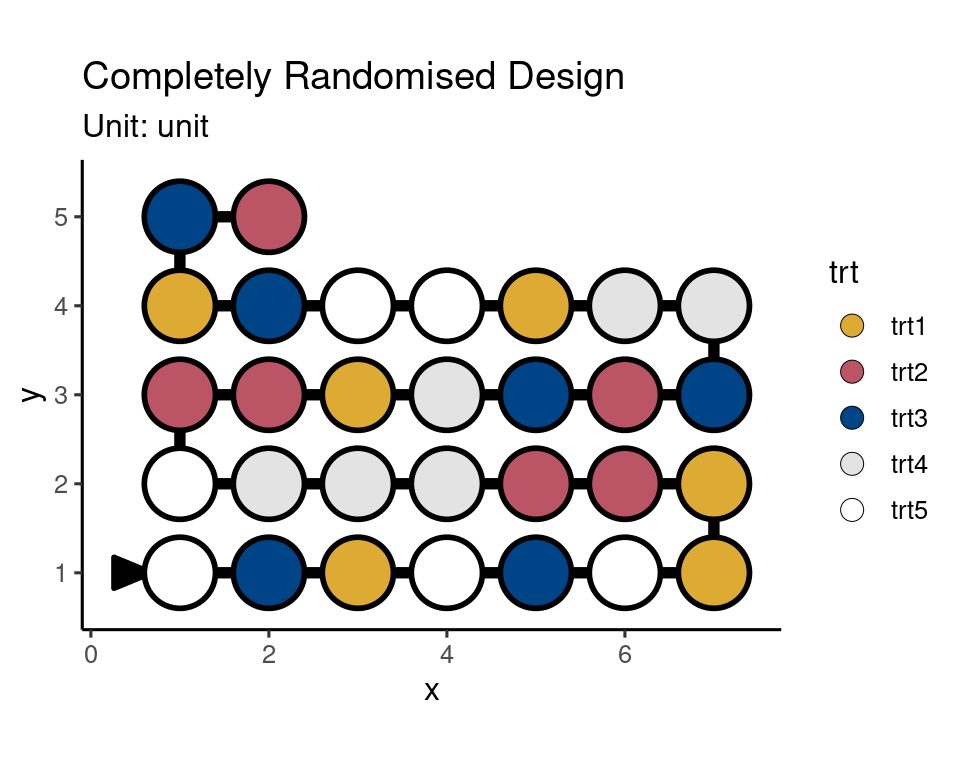 Completely Randomised Design
Unit: unit
5
4
3
2
1
y
0 2 4 6
x
trt
trt1
trt2
trt3
trt4
trt5